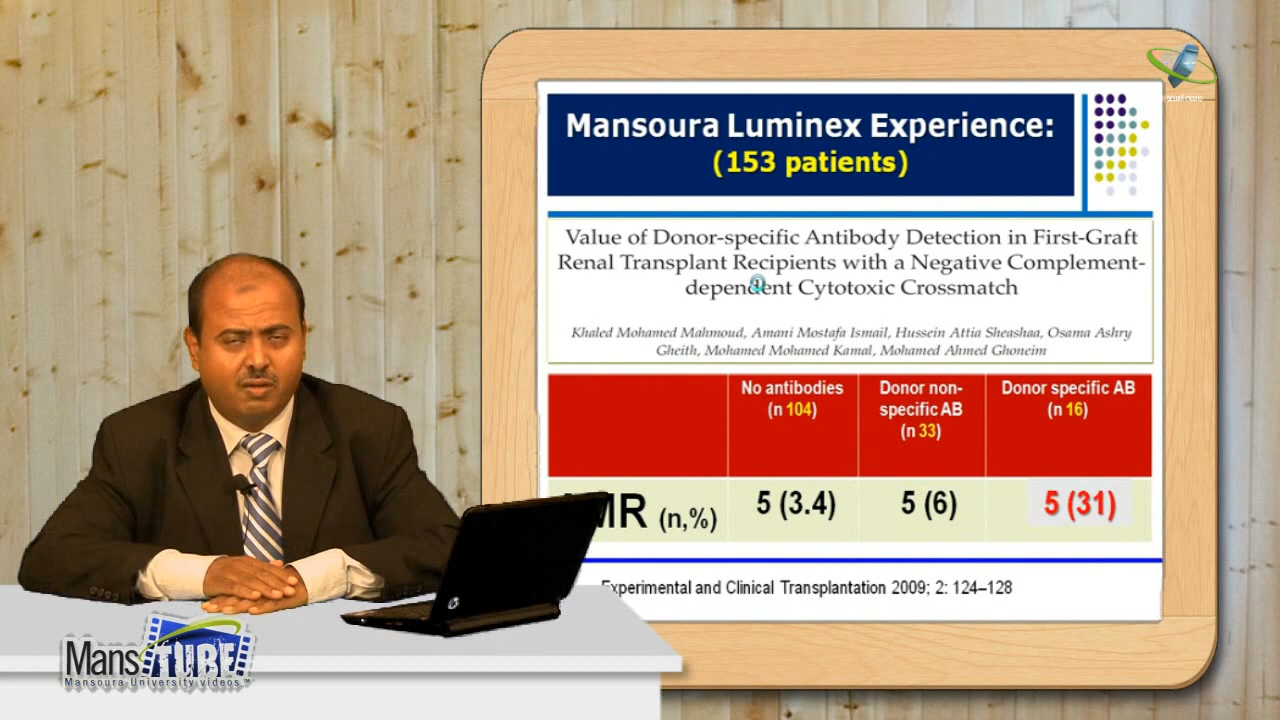 Mansoura Luminex Experience:
(153 patients)
Value of Donor-specific Antibody Detection in First-Graft
Renal Transplant Recipients with a Negative Complement-
dependent Cytotoxic Crossmatch
Khaled Mohamed Mahmoud, Amani Mostafa Ismail, Hussein Attia Sheashaa, Osama Ashry
Gheith, Mohamed Mohamed Kamal, Mohamed Ahmed Ghoneim
No antibodies
(n 104)
Donor non-
specific AB
(n 33)
Donor specific AB
(n 16)
MR (n,%)
5 (3.4)
5 (6)
5 (31)
Experimental and Clinical Transplantation 2009; 2: 124–128
Mans TUBE
Mansoura University videos
hp